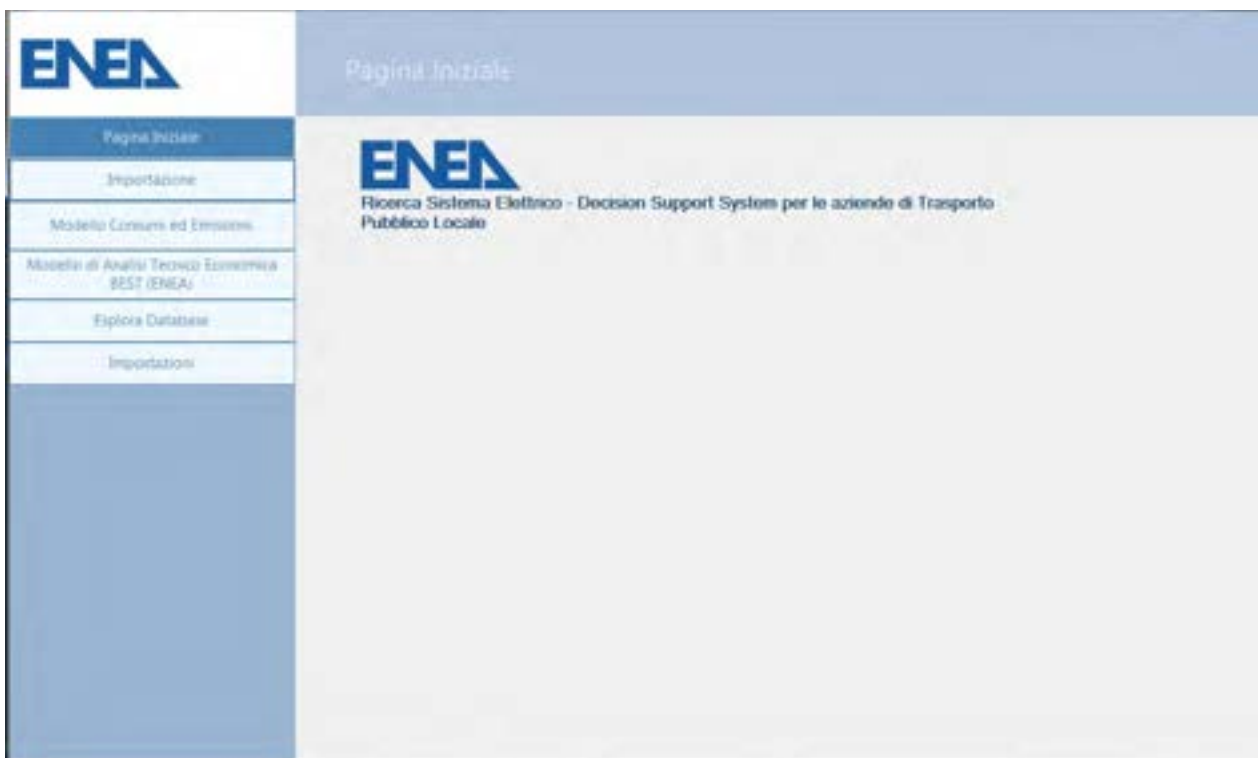 ENEA
Pagina Iniziale
Pagina Iniziale
Importazione
Modello Consumi ed Emissioni
Modello di Analisi Tecnico Economica
BEST (ENEA)
Esplora Database
Importazioni
ENEA
Ricerca Sistema Elettrico - Decision Support System per le aziende di Trasporto
Pubblico Locale